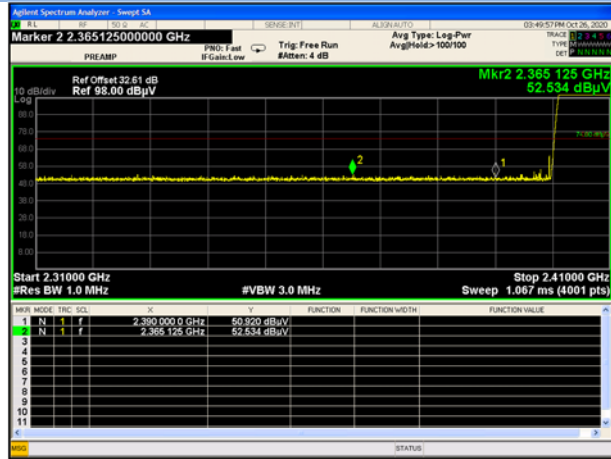 Agilent Spectrum Analyzer - Swept SA
RL RF 50 Ω AC SENSE:INT ALIGN AUTO 03:49:57PM Oct 26, 2020
Marker 2 2.365125000000 GHz
PREAMP
PNO: Fast
IFGain:Low
Trig: Free Run
#Atten: 4 dB
Avg Type: Log-Pwr
Avg|Hold:> 100/100
TRACE 1 2 3 4 5 6
TYPE
DET P N N N N N
Mkr2 2.365 125 GHz
52.534 dBµV
Ref Offset 32.61 dB
10 dB/div Ref 98.00 dBµV
Log
88.0
78.0
68.0
58.0
48.0
38.0
28.0
18.0
8.00
2
1
Start 2.31000 GHz Stop 2.41000 GHz
#Res BW 1.0 MHz #VBW 3.0 MHz Sweep 1.067 ms (4001 pts)
MKR MODE TRC SCL X Y FUNCTION FUNCTION WIDTH FUNCTION VALUE
1 N 1 f 2.390 000 0 GHz 50.920 dBµV
2 N 1 f 2.365 125 GHz 52.534 dBµV
3
4
5
6
7
8
9
10
11
MSG STATUS